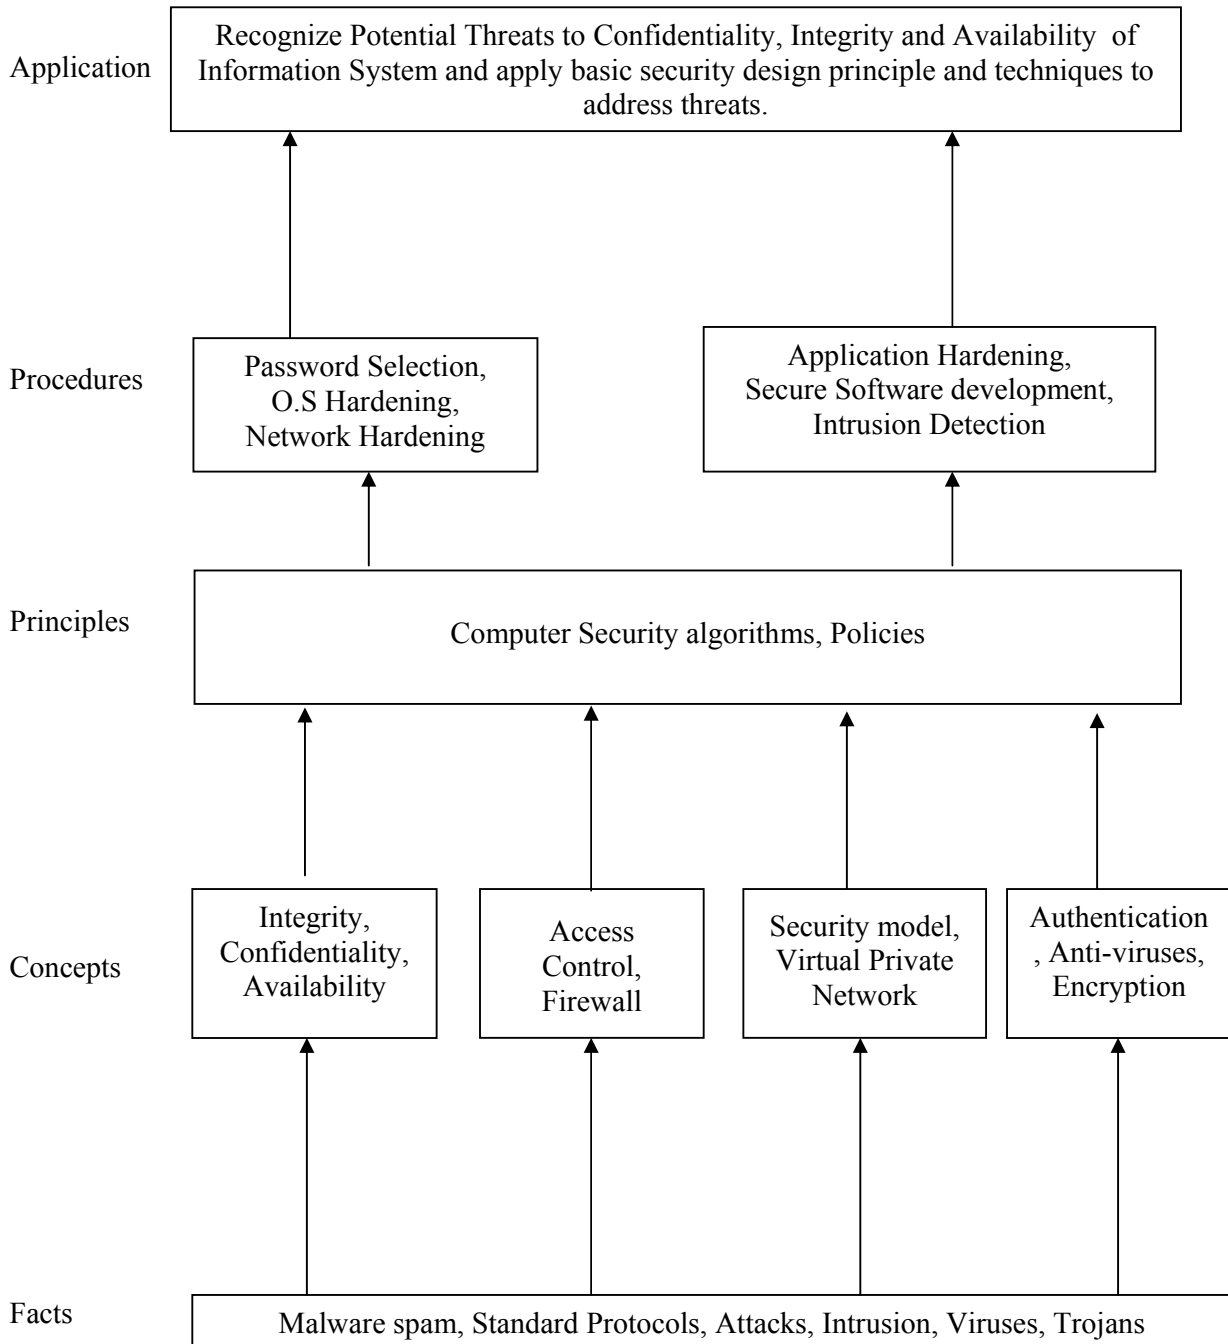 Application
Recognize Potential Threats to Confidentiality, Integrity and Availability of
Information System and apply basic security design principle and techniques to
address threats.
Procedures
Password Selection,
O.S Hardening,
Network Hardening
Application Hardening,
Secure Software development,
Intrusion Detection
Principles
Computer Security algorithms, Policies
Concepts
Integrity,
Confidentiality,
Availability
Access
Control,
Firewall
Security model,
Virtual Private
Network
Authentication
, Anti-viruses,
Encryption
Facts
Malware spam, Standard Protocols, Attacks, Intrusion, Viruses, Trojans